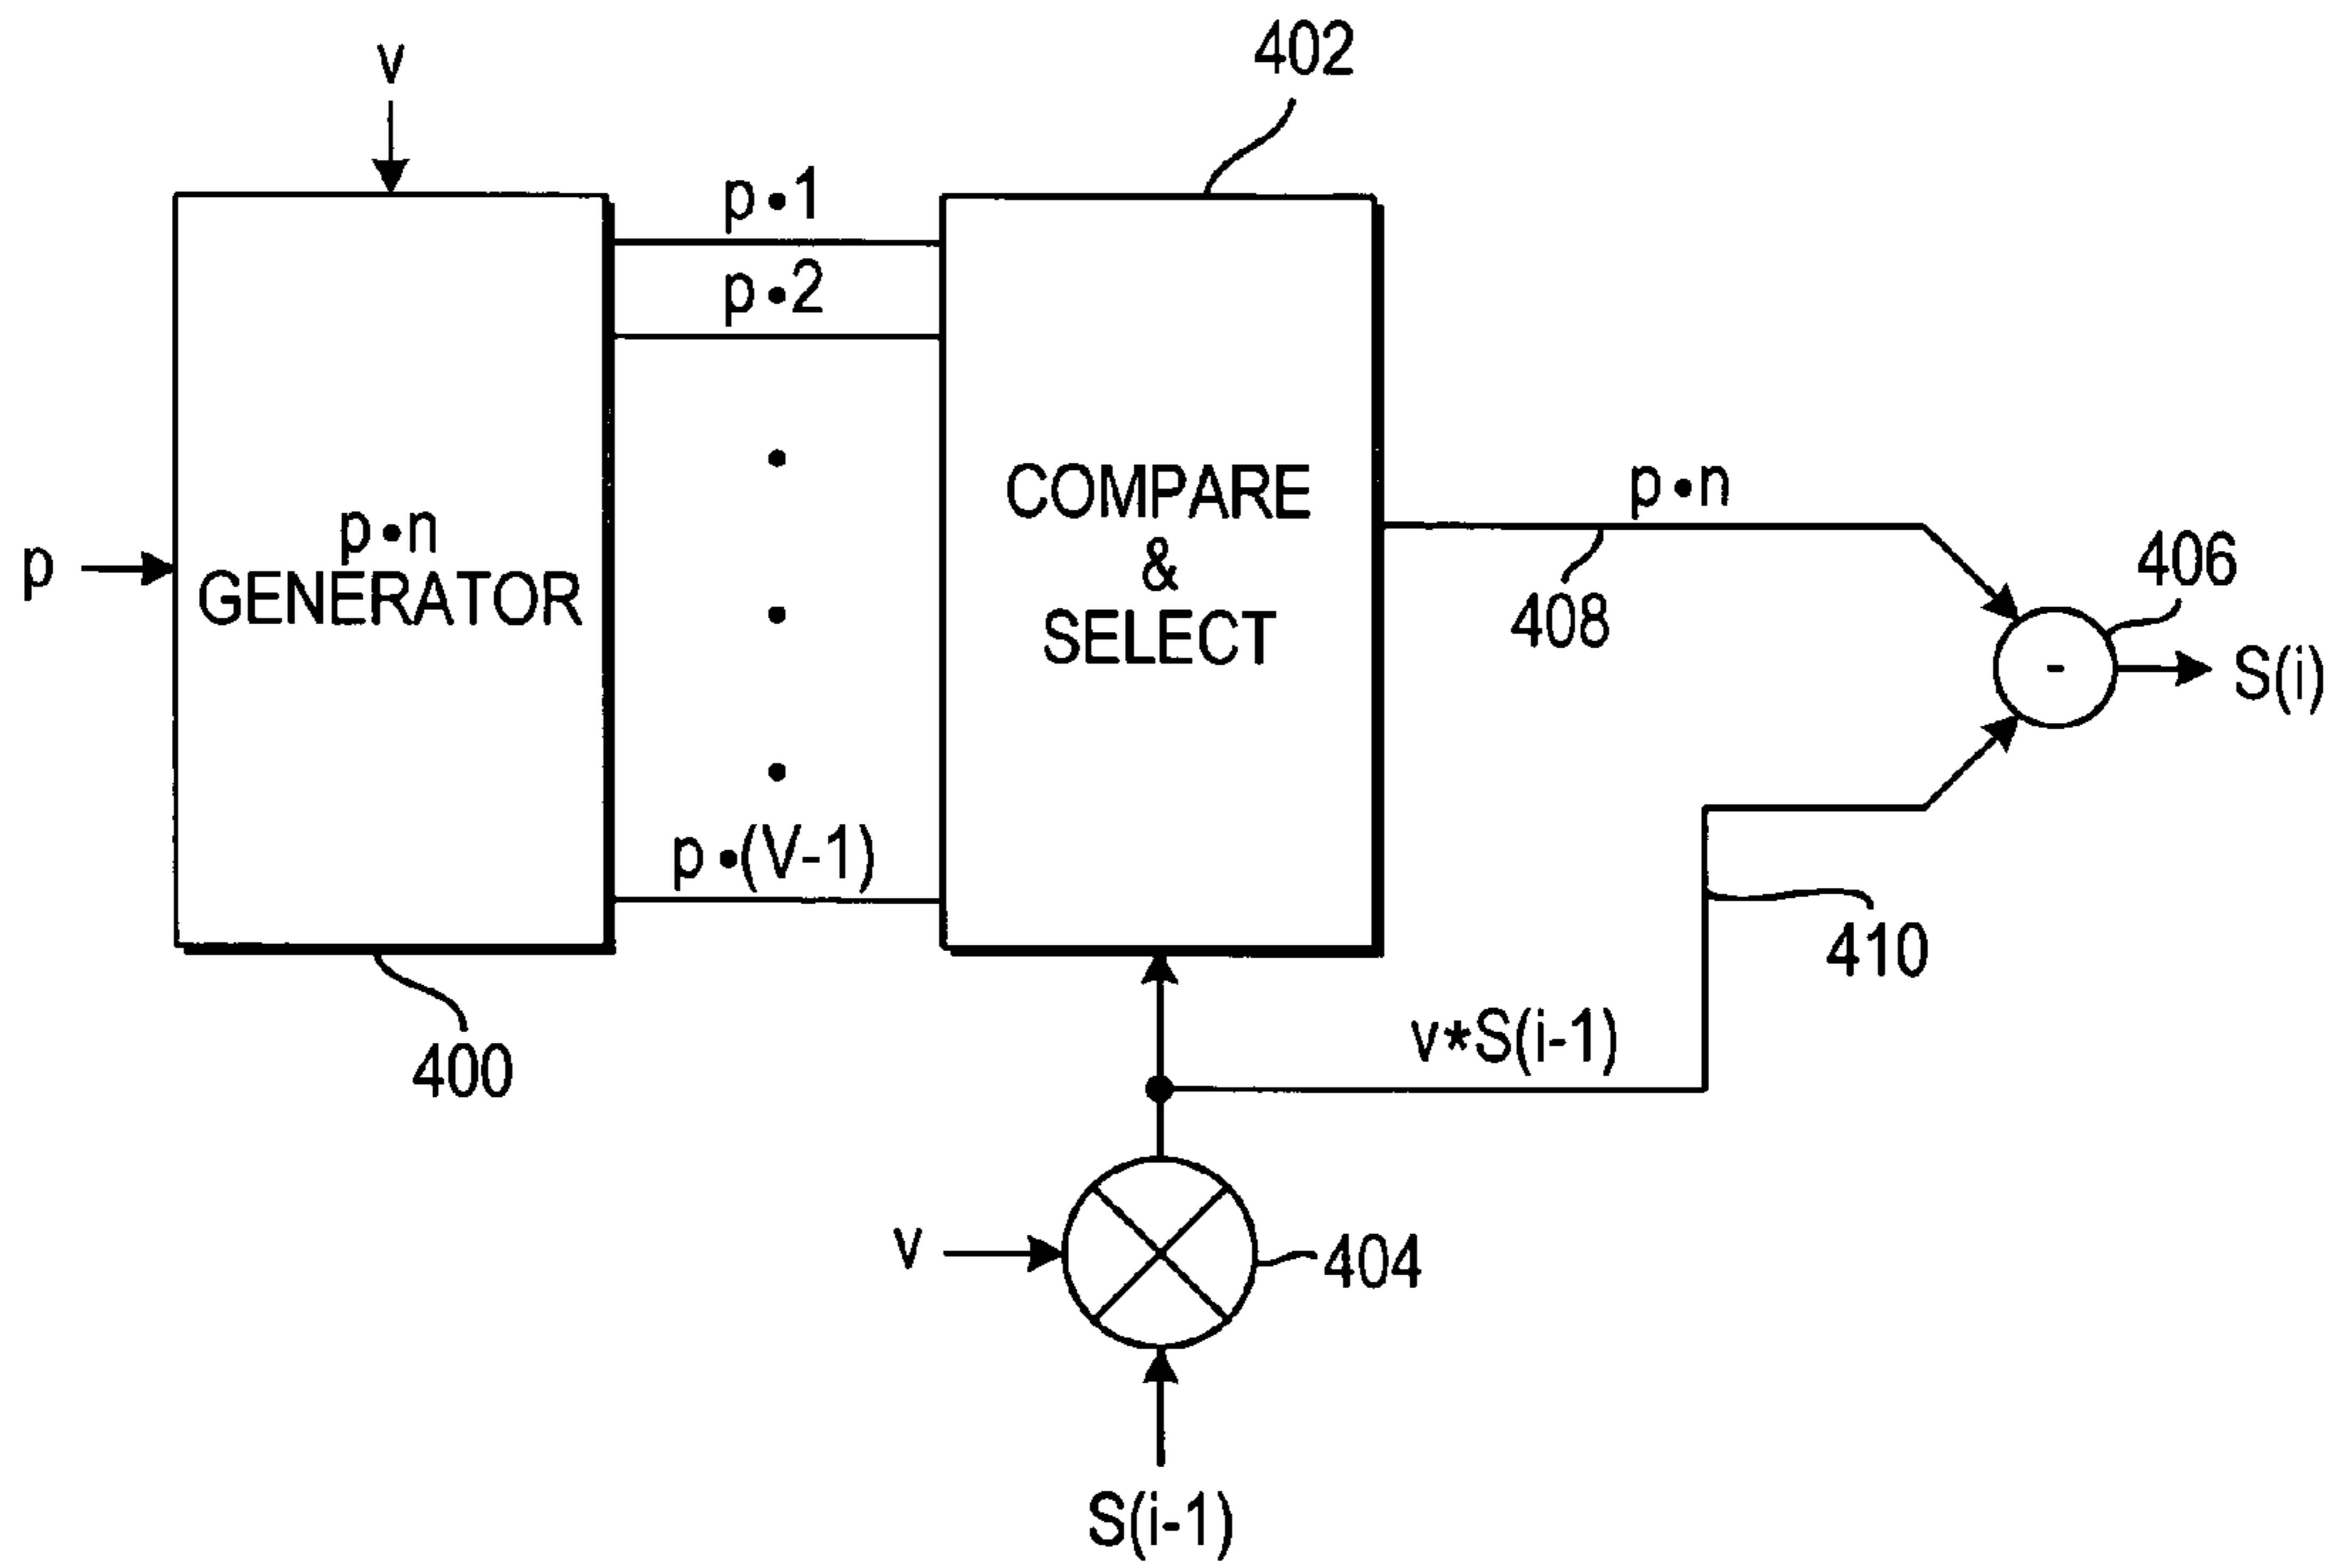 402
v
p•1
p•2
p•n
GENERATOR
p
COMPARE
&
SELECT
p•n
408
406
-
S(i)
p•(V-1)
410
400
v*S(i-1)
v
404
S(i-1)